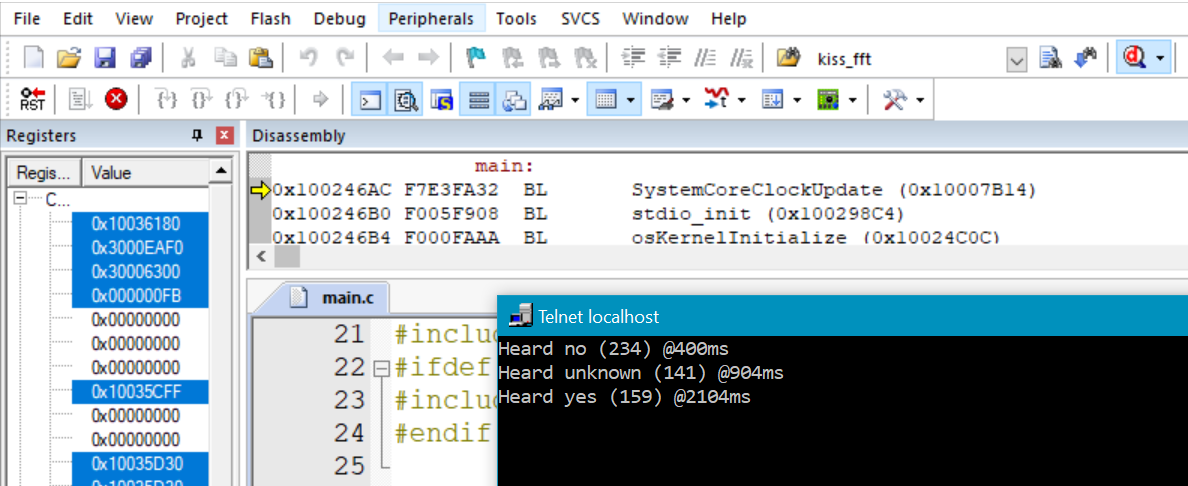 File Edit View Project Flash Debug Peripherals Tools SVCS Window Help
kiss_fft
RST
Registers
Regis... Value
C...
0x10036180
0x3000EAF0
0x30006300
0x000000FB
0x00000000
0x00000000
0x00000000
0x10035CFF
0x00000000
0x00000000
0x10035D30
Disassembly
main:
0x100246AC F7E3FA32 BL SystemCoreClockUpdate (0x10007B14)
0x100246B0 F005F908 BL stdio_init (0x100298C4)
0x100246B4 F000FAAA BL osKernelInitialize (0x10024C0C)
main.c
21 #inclu
22 #ifdef
23 #inclu
24 #endif
25
Telnet localhost
Heard no (234) @400ms
Heard unknown (141) @904ms
Heard yes (159) @2104ms